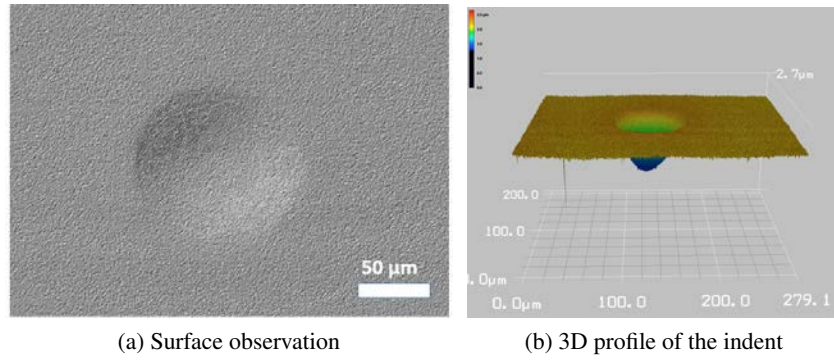 50 µm
2.7µm
200.0
100.0
.0µm
0.0µm
100.0
200.0
279.1
(a) Surface observation
(b) 3D profile of the indent